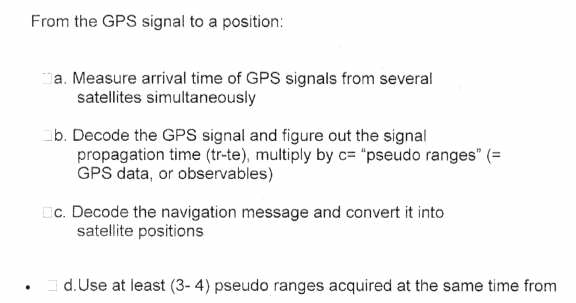 From the GPS signal to a position:
□a. Measure arrival time of GPS signals from several
satellites simultaneously
□b. Decode the GPS signal and figure out the signal
propagation time (tr-te), multiply by c= "pseudo ranges" (=
GPS data, or observables)
□c. Decode the navigation message and convert it into
satellite positions
• □ d.Use at least (3- 4) pseudo ranges acquired at the same time from